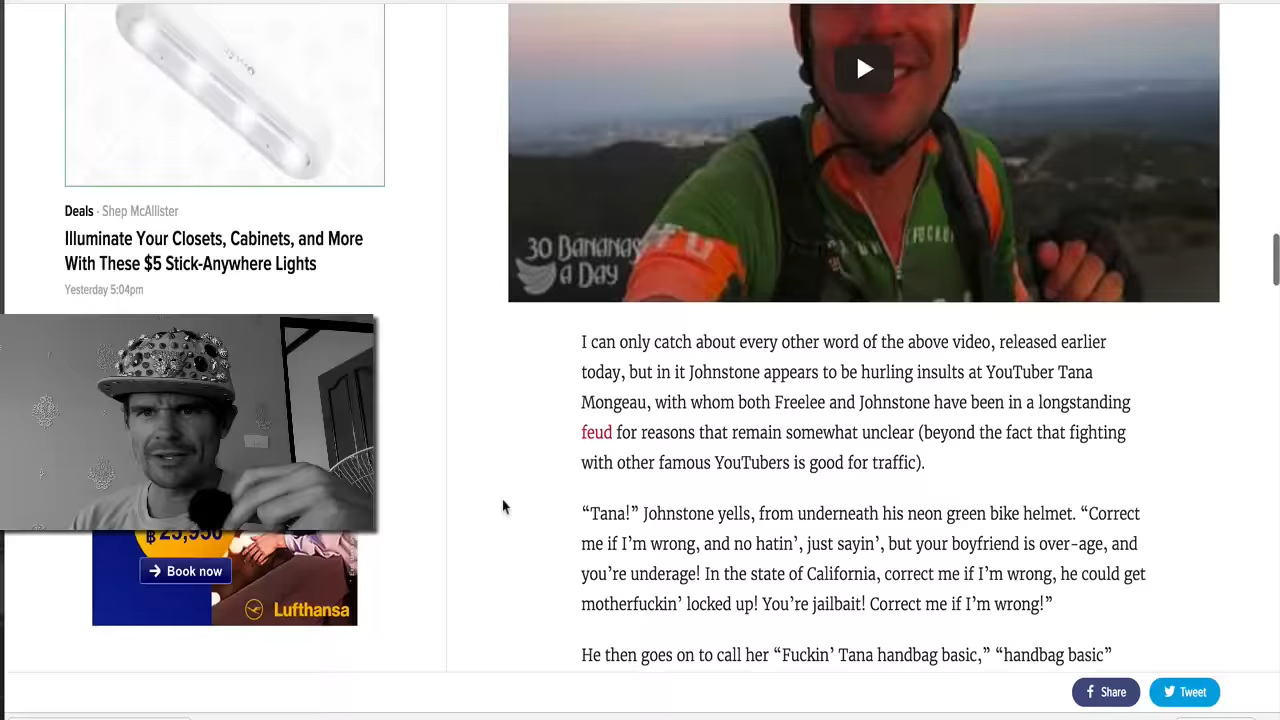 Deals · Shep McAllister
Illuminate Your Closets, Cabinets, and More
With These $5 Stick-Anywhere Lights
Yesterday 5:04pm
฿ 25,950
Book now
Lufthansa
30 BANANAS
A DAY
I can only catch about every other word of the above video, released earlier
today, but in it Johnstone appears to be hurling insults at YouTuber Tana
Mongeau, with whom both Freelee and Johnstone have been in a longstanding
feud for reasons that remain somewhat unclear (beyond the fact that fighting
with other famous YouTubers is good for traffic).
“Tana!” Johnstone yells, from underneath his neon green bike helmet. “Correct
me if I’m wrong, and no hatin’, just sayin’, but your boyfriend is over-age, and
you’re underage! In the state of California, correct me if I’m wrong, he could get
motherfuckin’ locked up! You’re jailbait! Correct me if I’m wrong!”
He then goes on to call her “Fuckin’ Tana handbag basic,” “handbag basic”
Share
Tweet